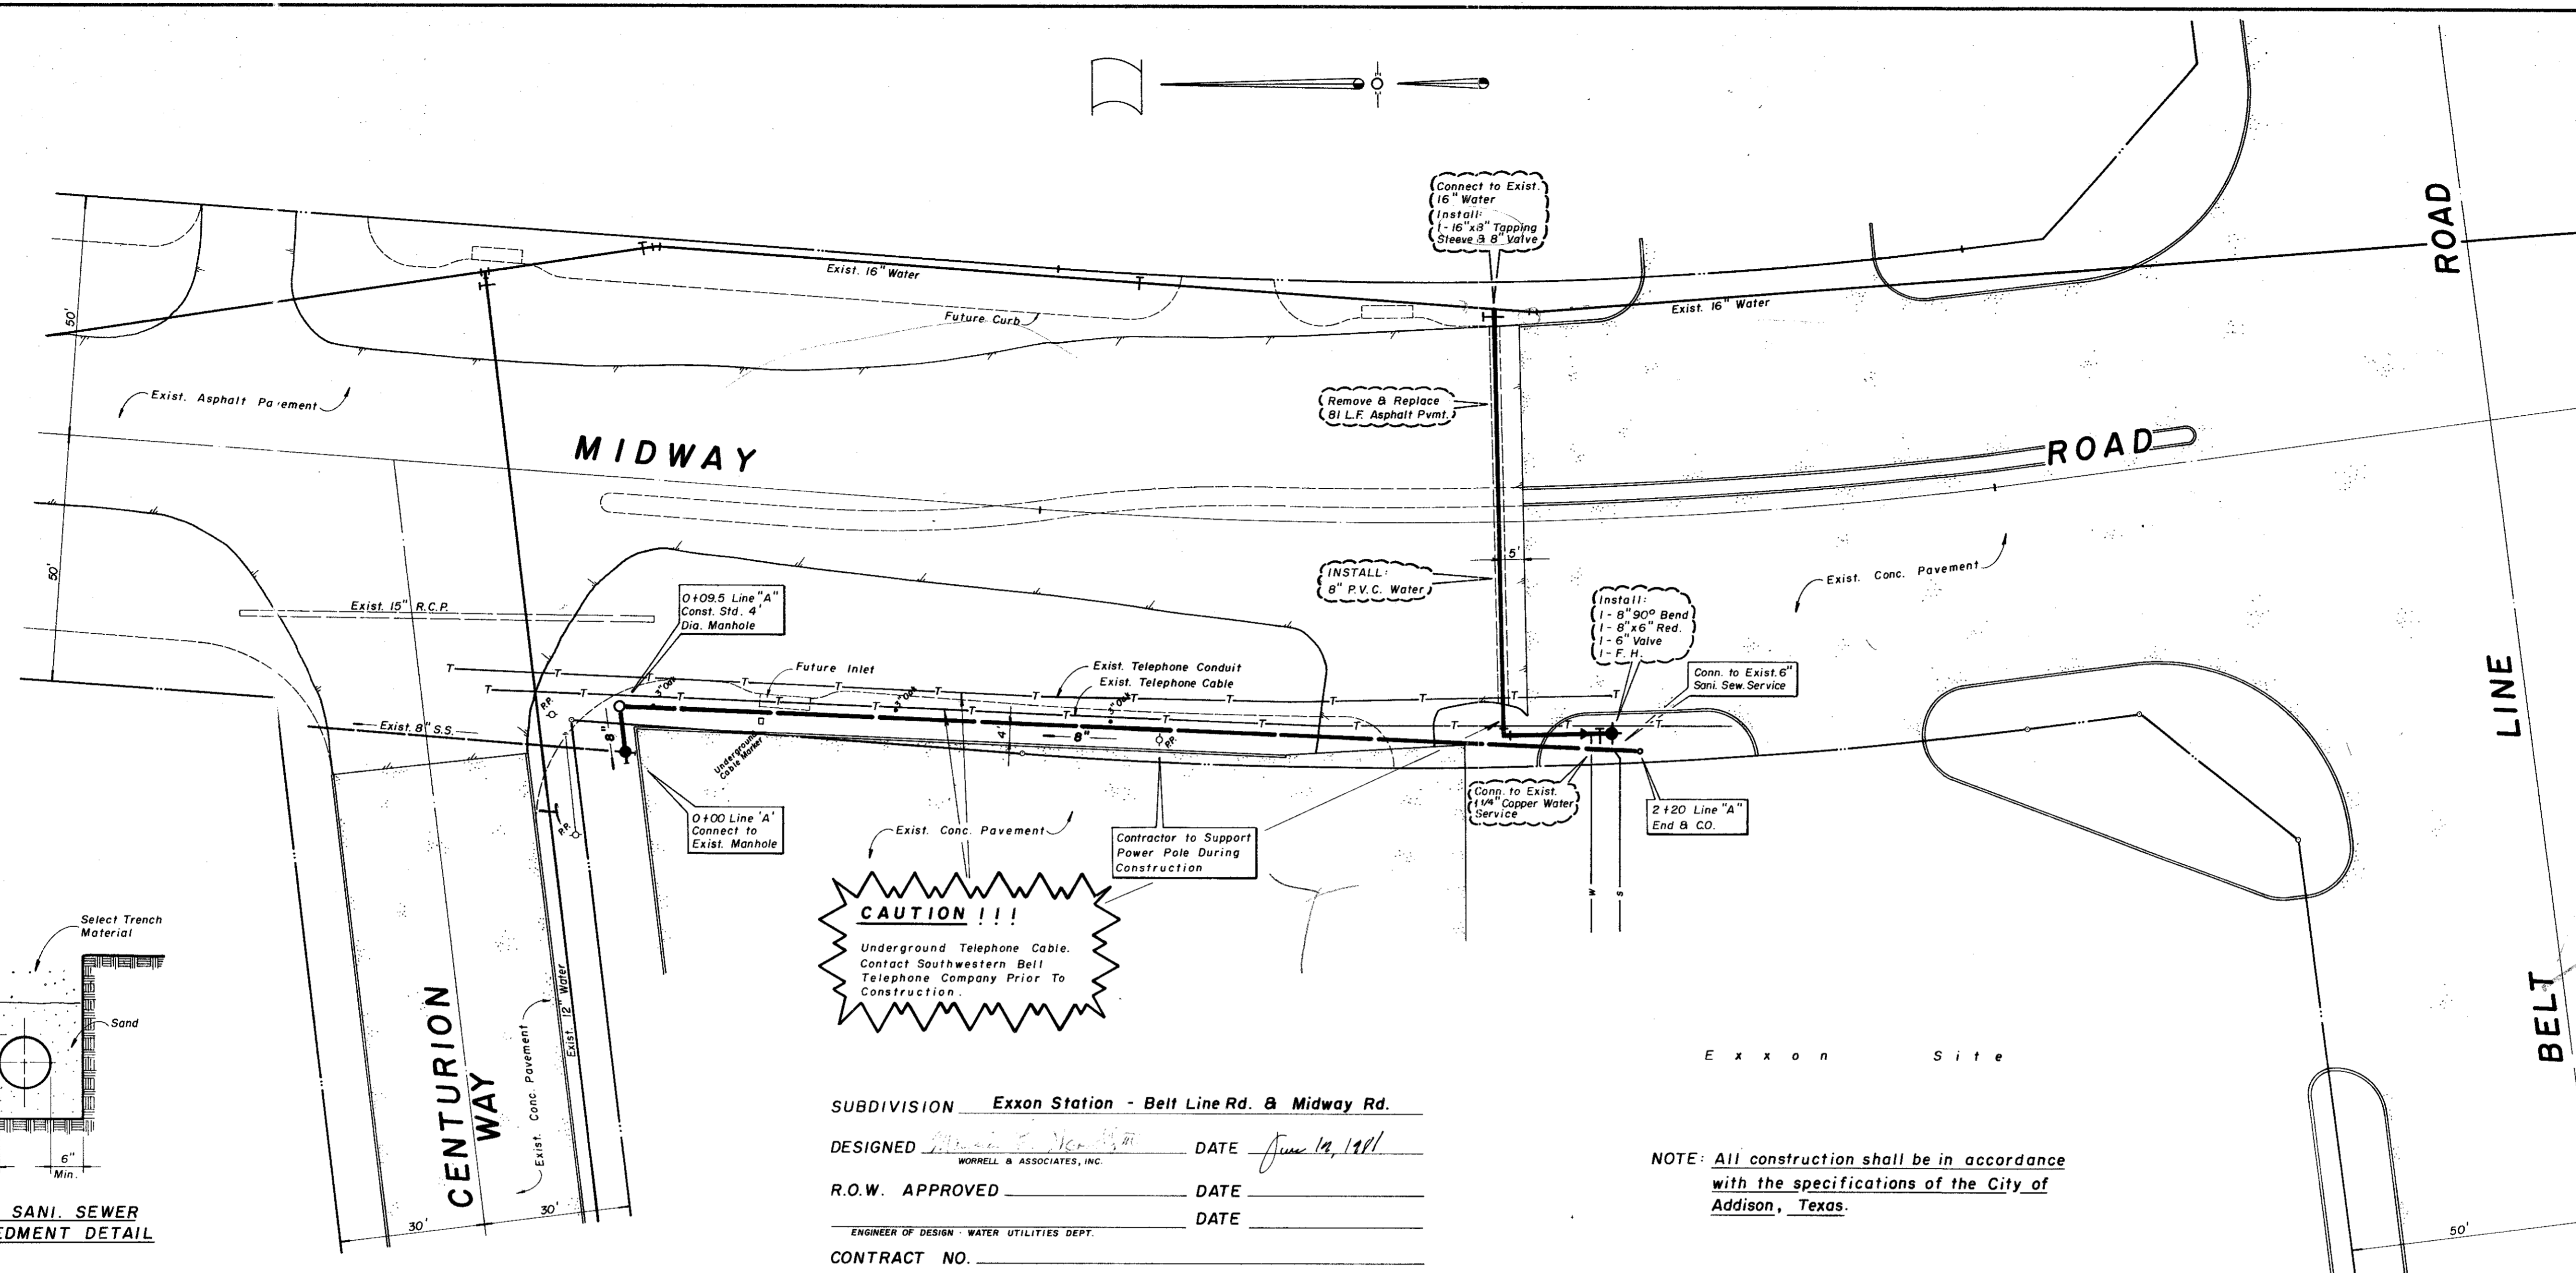 Connect to Exist.
16" Water
Install:
1-16"x8" Tapping
Sleeve & 8" Valve
Exist. 16" Water
Exist. 16" Water
Future Curb
50'
Exist. Asphalt Pavement
Remove & Replace
81 L.F. Asphalt Pvmt.
MIDWAY
ROAD
ROAD
50'
5'
INSTALL:
8" P.V.C. Water
Exist. Conc. Pavement
Exist. 15" R.C.P.
0+09.5 Line "A"
Const. Std. 4'
Dia. Manhole
Install:
1-8" 90° Bend
1-8"x6" Red.
1-6" Valve
1-F.H.
Conn. to Exist. 6"
Sani. Sew. Service
LINE
Future Inlet
Exist. Telephone Conduit
Exist. Telephone Cable
T T T T T T T T T T
T T T T T T T T T
3" Oak
3" Oak
3" Oak
P.P.
Exist. 8" S.S.
8"
Underground
Cable Marker
4'
8"
P.P.
P.P.
0+00 Line 'A'
Connect to
Exist. Manhole
Exist. Conc. Pavement
Contractor to Support
Power Pole During
Construction
Conn. to Exist.
1 1/4" Copper Water
Service
2+20 Line "A"
End & C.O.
W
S
CAUTION !!!
Underground Telephone Cable.
Contact Southwestern Bell
Telephone Company Prior To
Construction.
Select Trench
Material
Sand
6"
Min.
SANI. SEWER
EDMENT DETAIL
CENTURION
WAY
Exist. Conc. Pavement
Exist. 12" Water
30'
30'
BELT
Exxon Site
SUBDIVISION Exxon Station - Belt Line Rd. & Midway Rd.
DESIGNED DATE June 12, 1981
WORRELL & ASSOCIATES, INC.
R.O.W. APPROVED DATE
DATE
ENGINEER OF DESIGN - WATER UTILITIES DEPT.
CONTRACT NO.
NOTE: All construction shall be in accordance
with the specifications of the City of
Addison, Texas.
50'